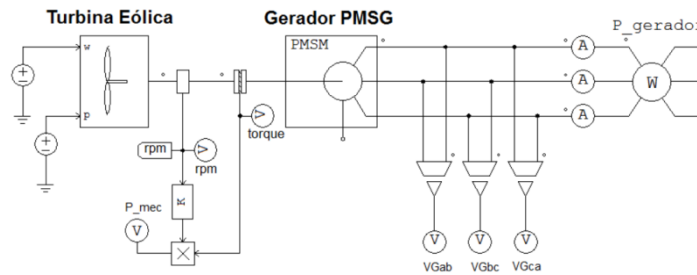 Turbina Eólica
Gerador PMSG
P_gerador
w
p
PMSM
A
A
A
W
V
torque
rpm
V
rpm
K
P_mec
V
V
V
V
VGab
VGbc
VGca